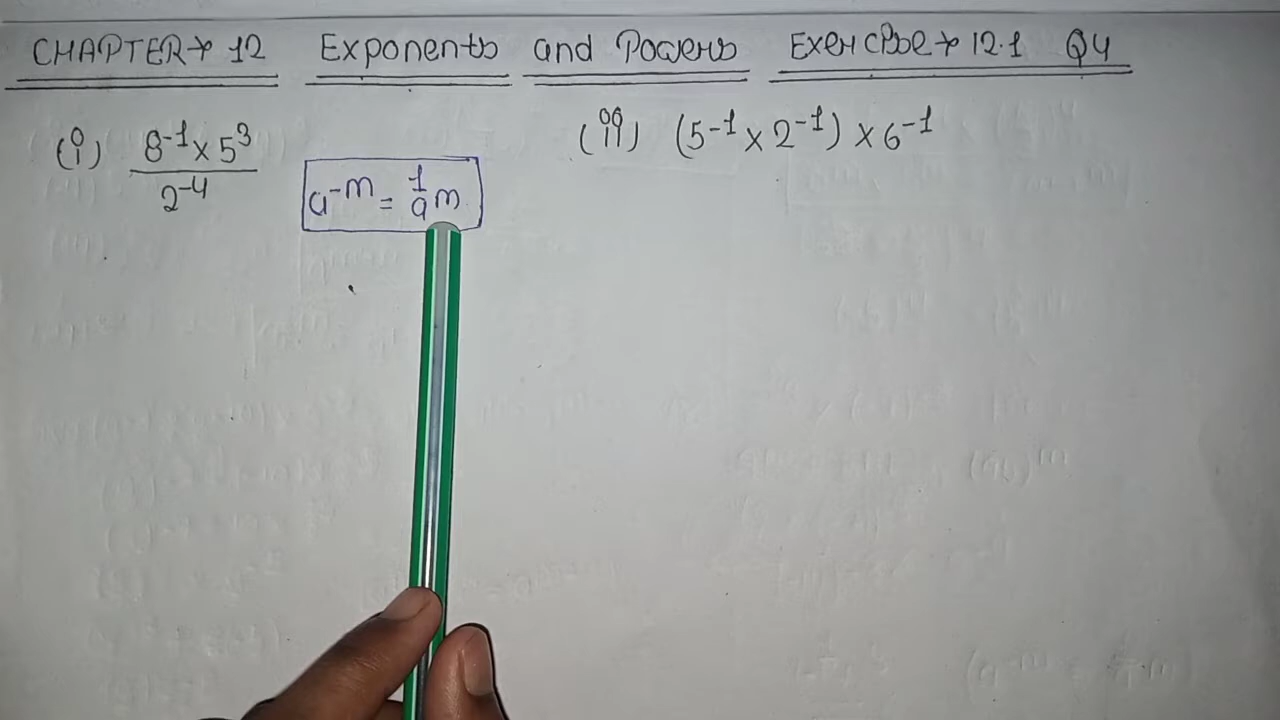 CHAPTER → 12 Exponents and Powers Exercise → 12.1 Q4
(i) 8⁻¹ × 5³ / 2⁻⁴
a⁻ᵐ = 1/aᵐ
(ii) (5⁻¹ × 2⁻¹) × 6⁻¹